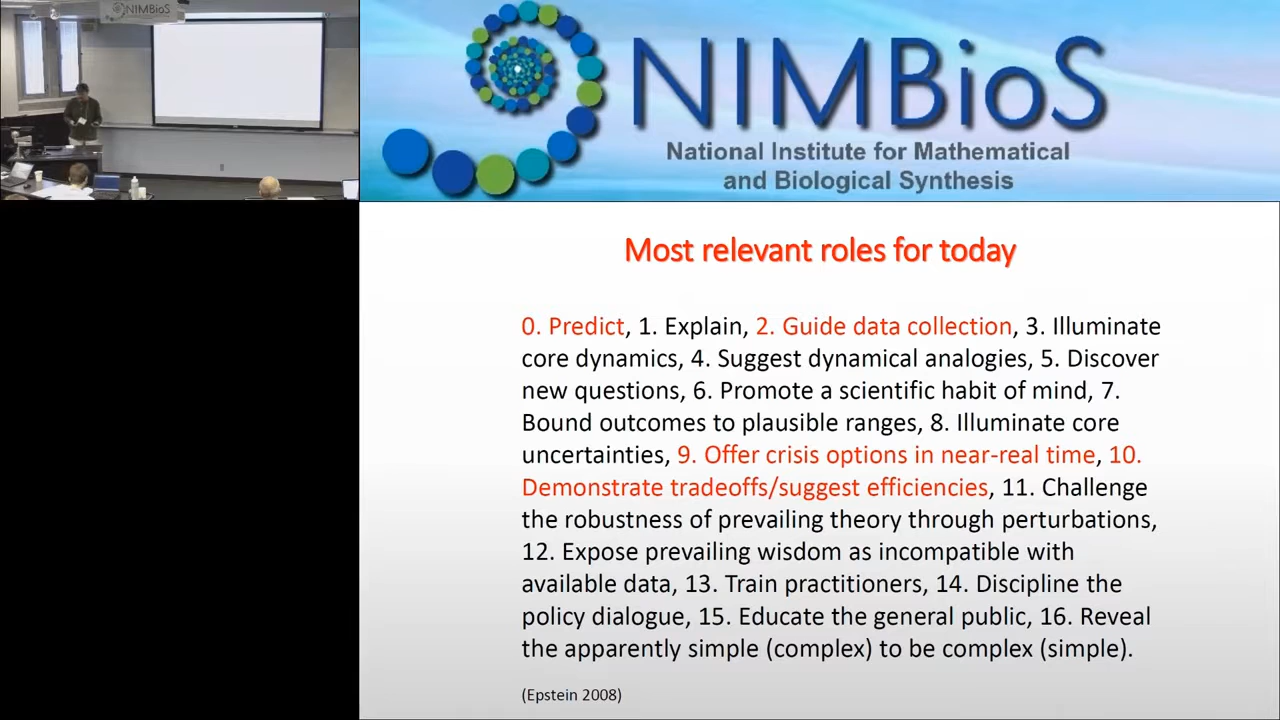 NIMBioS
NIMBioS
National Institute for Mathematical
and Biological Synthesis
Most relevant roles for today
0. Predict, 1. Explain, 2. Guide data collection, 3. Illuminate
core dynamics, 4. Suggest dynamical analogies, 5. Discover
new questions, 6. Promote a scientific habit of mind, 7.
Bound outcomes to plausible ranges, 8. Illuminate core
uncertainties, 9. Offer crisis options in near-real time, 10.
Demonstrate tradeoffs/suggest efficiencies, 11. Challenge
the robustness of prevailing theory through perturbations,
12. Expose prevailing wisdom as incompatible with
available data, 13. Train practitioners, 14. Discipline the
policy dialogue, 15. Educate the general public, 16. Reveal
the apparently simple (complex) to be complex (simple).
(Epstein 2008)